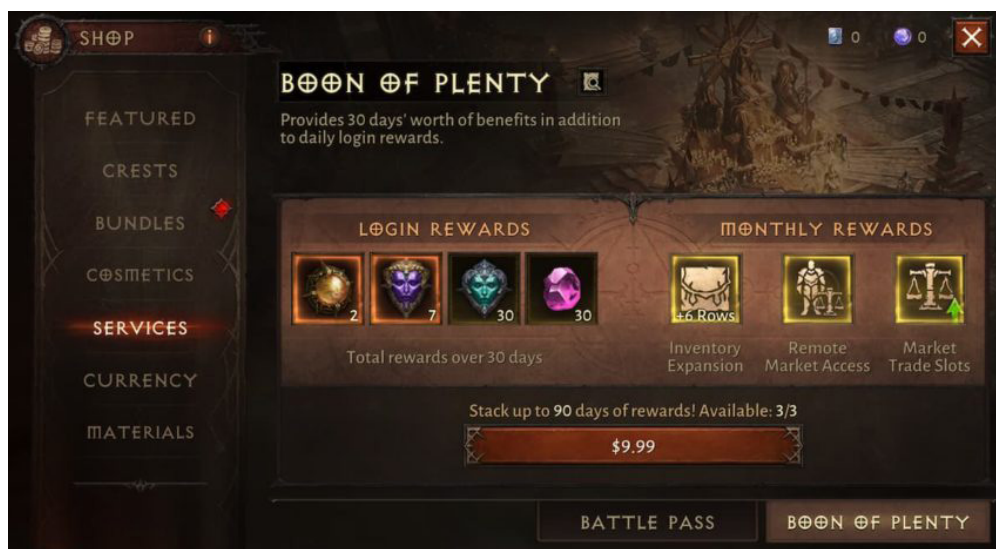 SHOP
i
0
0
FEATURED
CRESTS
BUNDLES
COSMETICS
SERVICES
CURRENCY
MATERIALS
BOON OF PLENTY
Provides 30 days' worth of benefits in addition
to daily login rewards.
LOGIN REWARDS
2
7
30
30
Total rewards over 30 days
MONTHLY REWARDS
+6 Rows
Inventory
Expansion
Remote
Market Access
Market
Trade Slots
Stack up to 90 days of rewards! Available: 3/3
$9.99
BATTLE PASS
BOON OF PLENTY